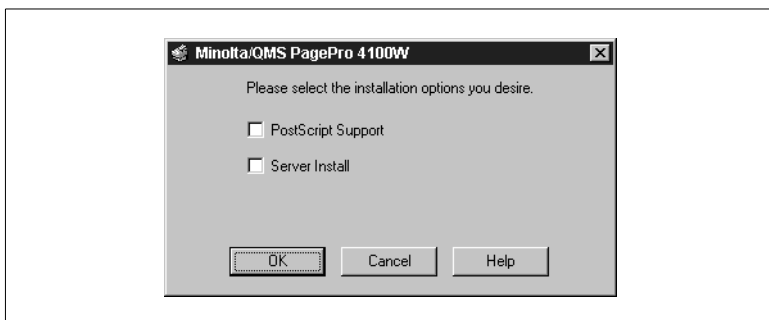 Minolta/QMS PagePro 4100W
Please select the installation options you desire.
PostScript Support
Server Install
OK Cancel Help